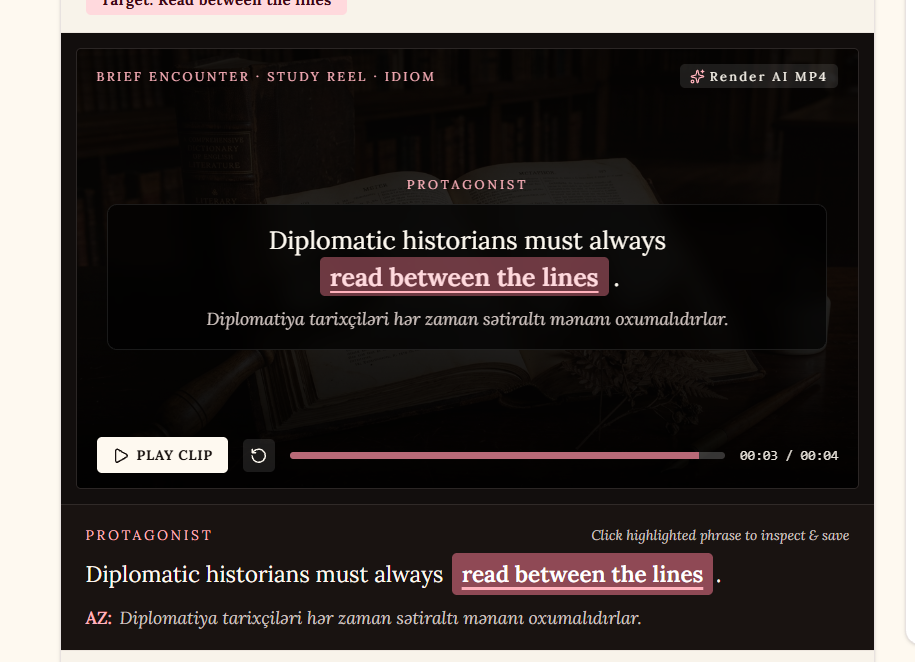 Target: Read between the lines
BRIEF ENCOUNTER · STUDY REEL · IDIOM
Render AI MP4
PROTAGONIST
Diplomatic historians must always
read between the lines .
Diplomatiya tarixçiləri hər zaman sətiraltı mənanı oxumalıdırlar.
PLAY CLIP
00:03 / 00:04
PROTAGONIST
Click highlighted phrase to inspect & save
Diplomatic historians must always read between the lines .
AZ: Diplomatiya tarixçiləri hər zaman sətiraltı mənanı oxumalıdırlar.